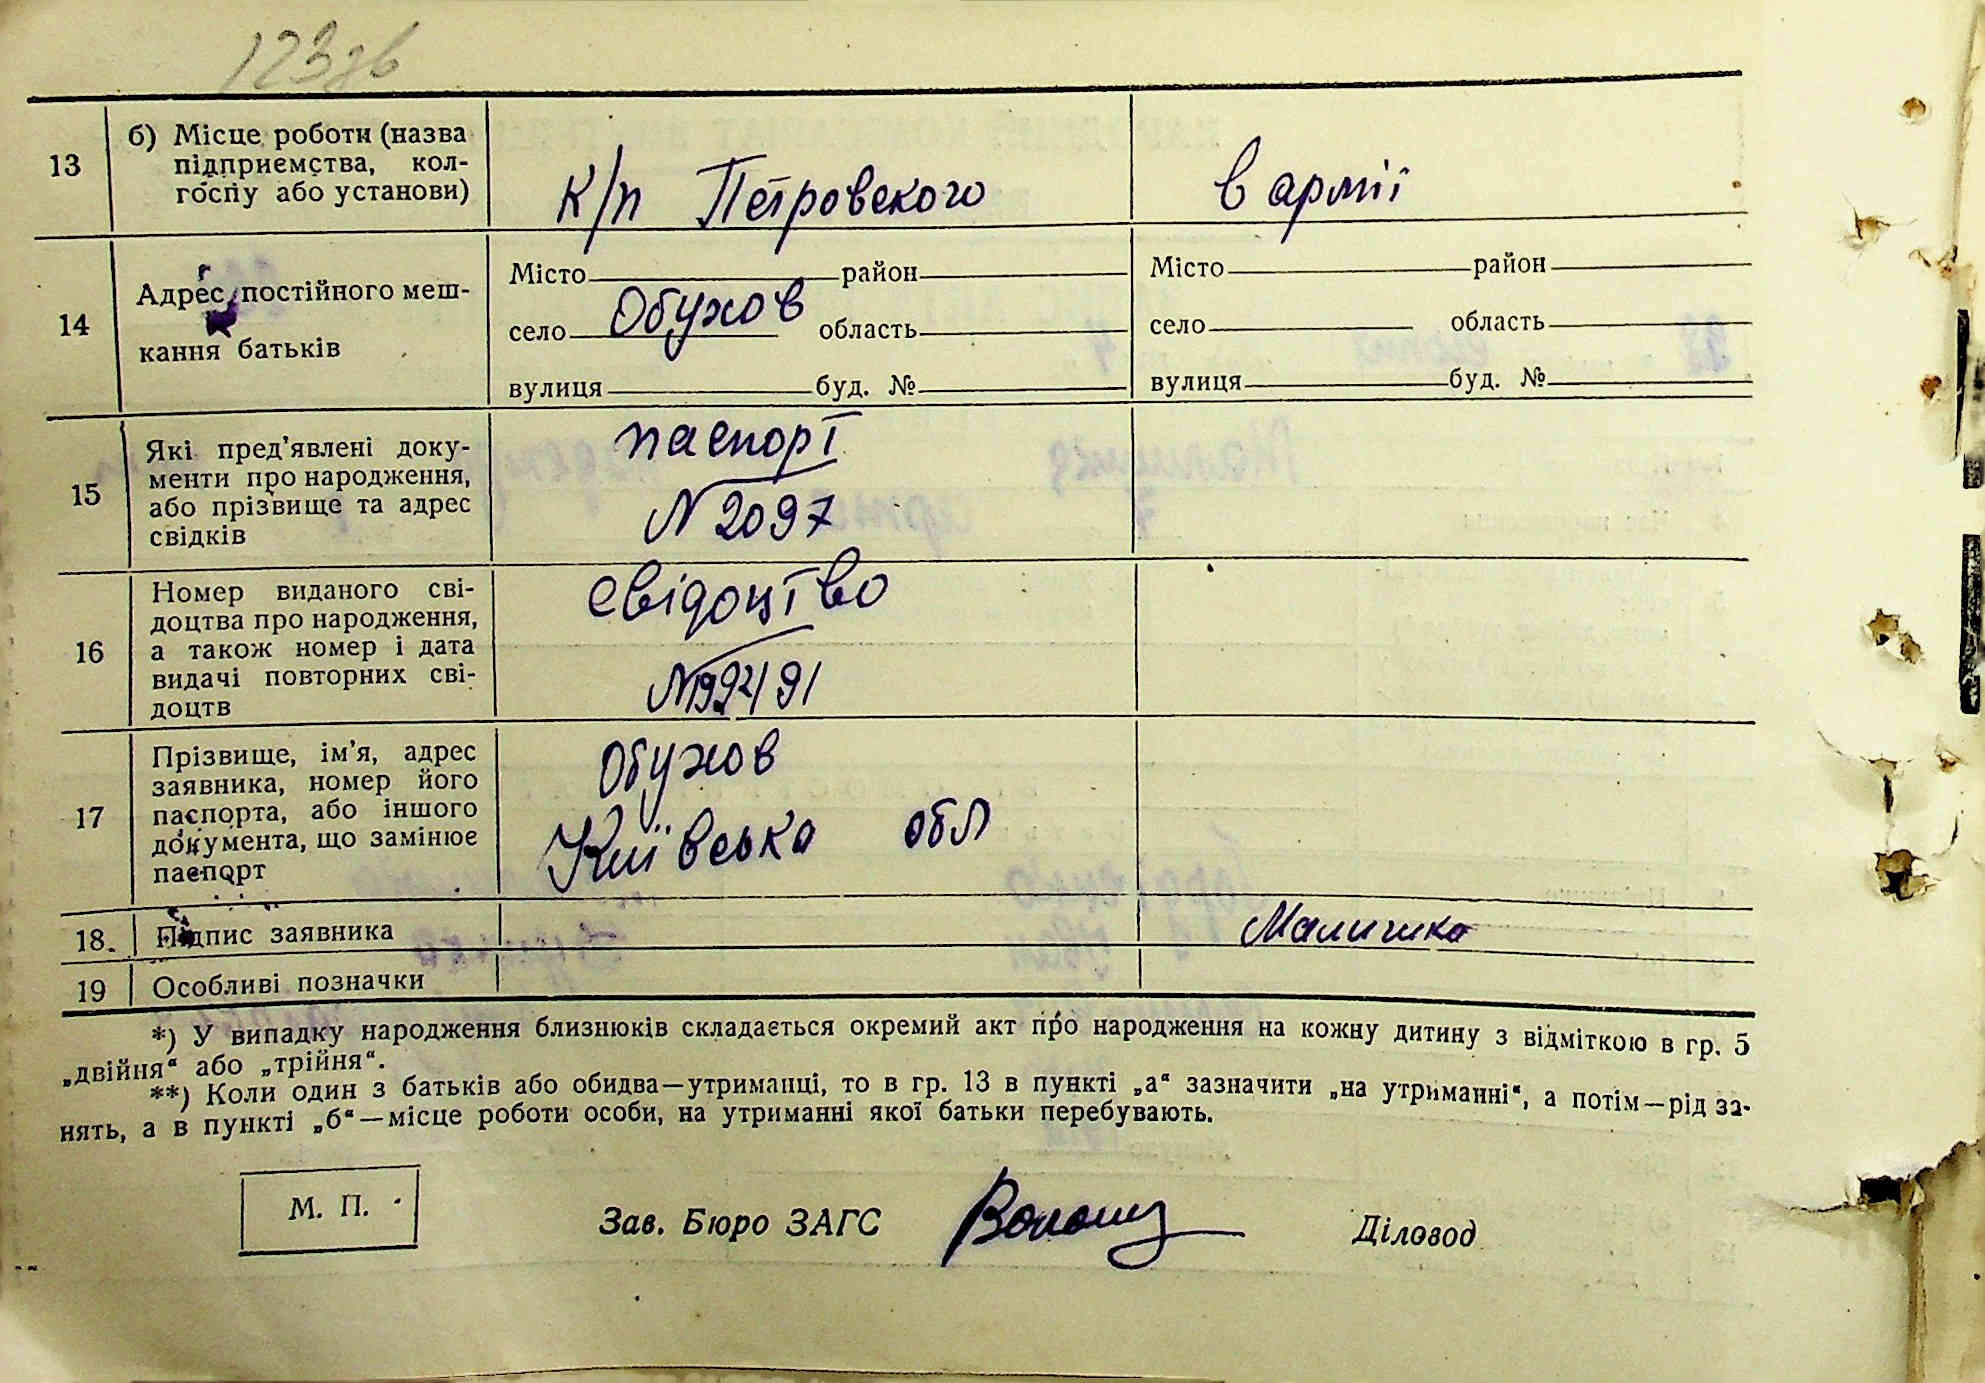 123зв
13
б) Місце роботи (назва
підприємства, кол-
госпу або установи)
к/п Петровского
в армії
14
Адрес постійного меш-
кання батьків
Місто район
село Обухов область
вулиця буд. №
Місто район
село область
вулиця буд. №
15
Які пред'явлені доку-
менти про народження,
або прізвище та адрес
свідків
паспорт
№ 2097
16
Номер виданого сві-
доцтва про народження,
а також номер і дата
видачі повторних сві-
доцтв
свідоцтво
17
Прізвище, ім'я, адрес
заявника, номер його
паспорта, або іншого
документа, що замінює
паспорт
Обухов
Київська обл
18. Підпис заявника
Малишко
19 Особливі позначки
*) У випадку народження близнюків складається окремий акт про народження на кожну дитину з відміткою в гр. 5
„двійня“ або „трійня“.
**) Коли один з батьків або обидва—утриманці, то в гр. 13 в пункті „а“ зазначити „на утриманні“, а потім—рід за-
нять, а в пункті „б“—місце роботи особи, на утриманні якої батьки перебувають.
М. П.
Зав. Бюро ЗАГС
Діловод